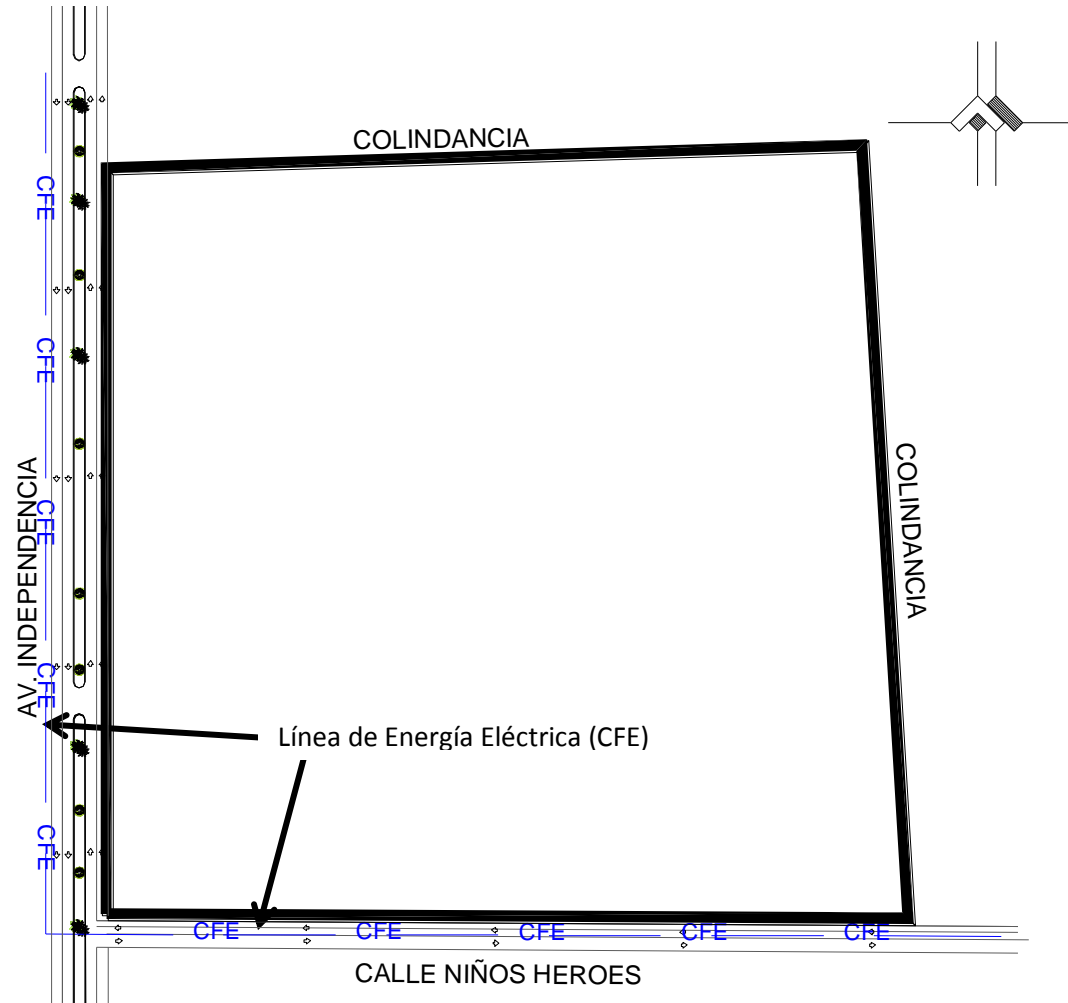 COLINDANCIA
CFE
CFE
COLINDANCIA
AV. INDEPENDENCIA
CFE
CFE
Línea de Energía Eléctrica (CFE)
CFE
CFE CFE CFE CFE CFE
CALLE NIÑOS HEROES